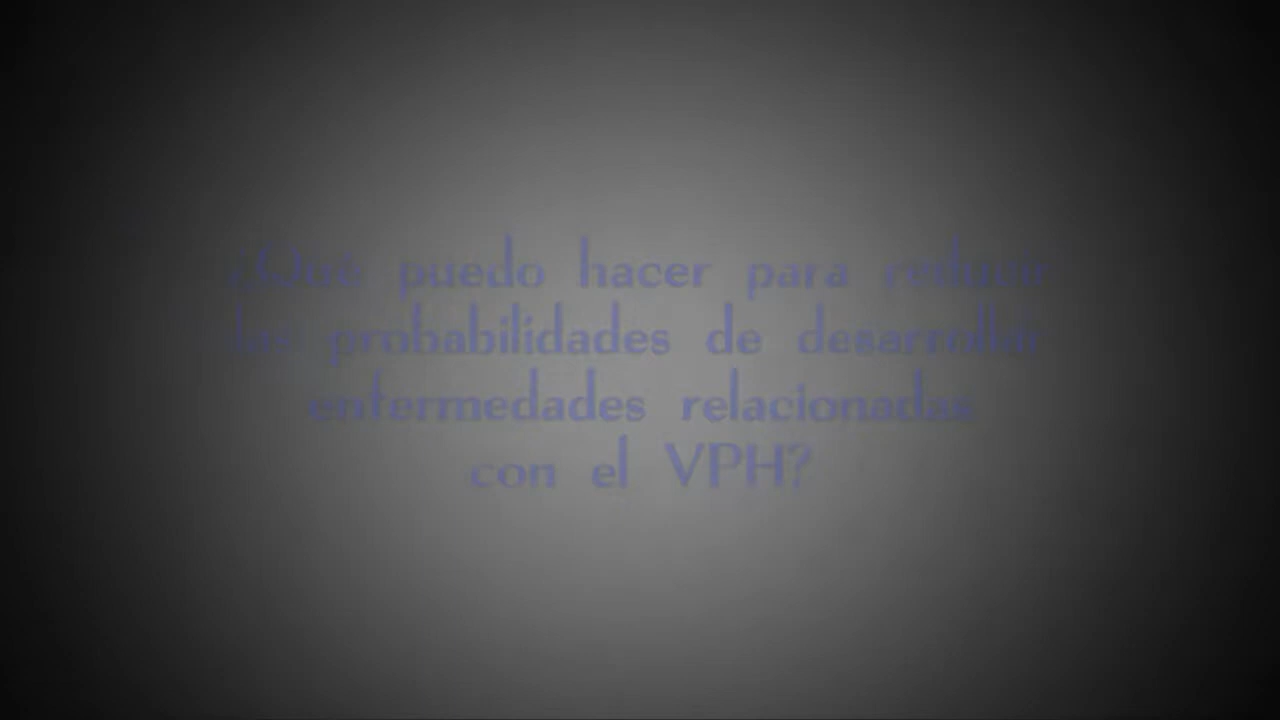 ¿Qué puedo hacer para reducir
las probabilidades de desarrollar
enfermedades relacionadas
con el VPH?